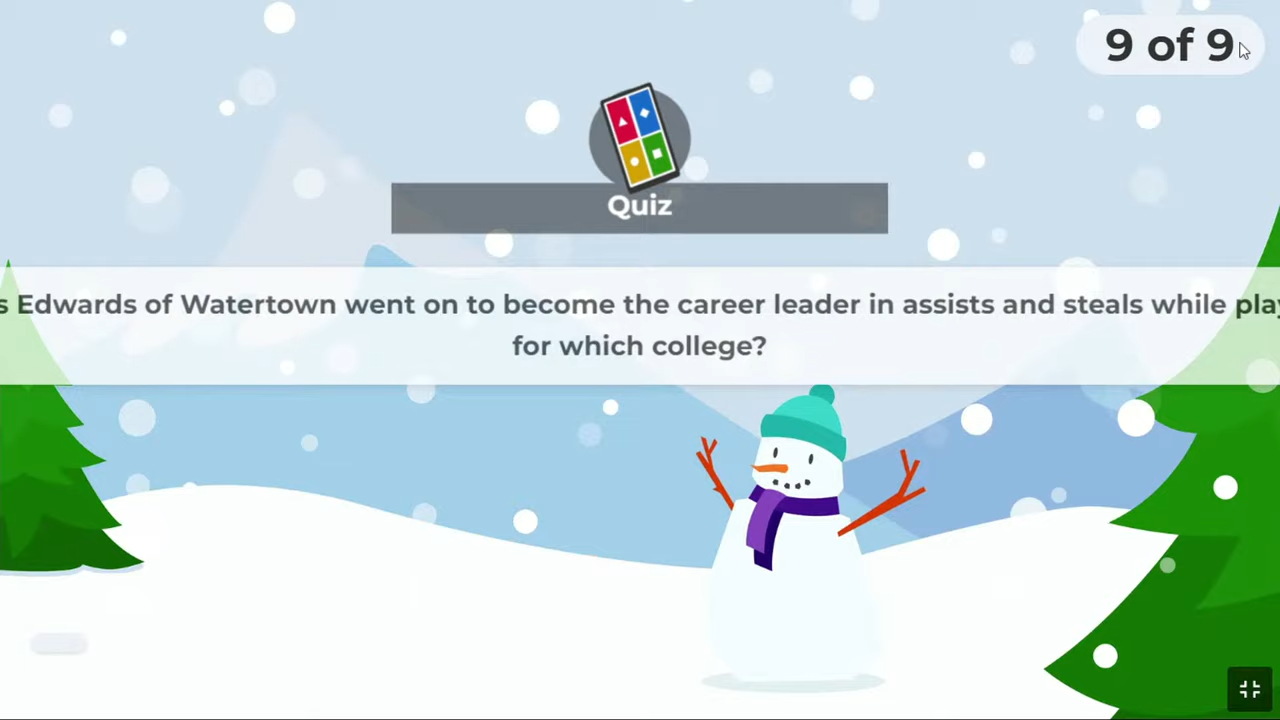 9 of 9
Quiz
s Edwards of Watertown went on to become the career leader in assists and steals while play
for which college?